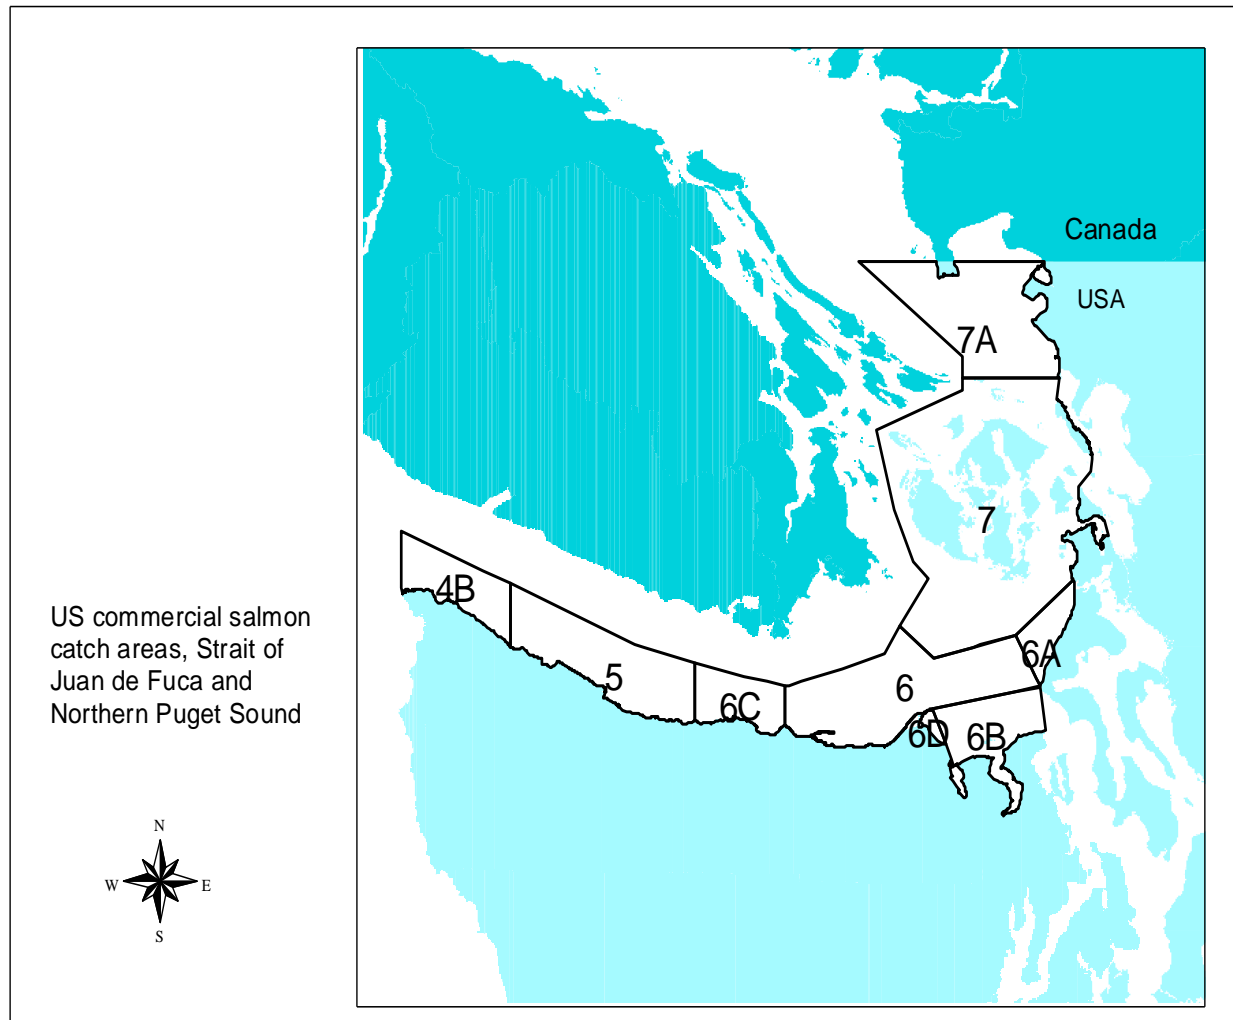 Canada
USA
7A
7
4B
US commercial salmon
catch areas, Strait of
Juan de Fuca and
Northern Puget Sound
6A
5
6
6C
6D
6B
N
W
E
S